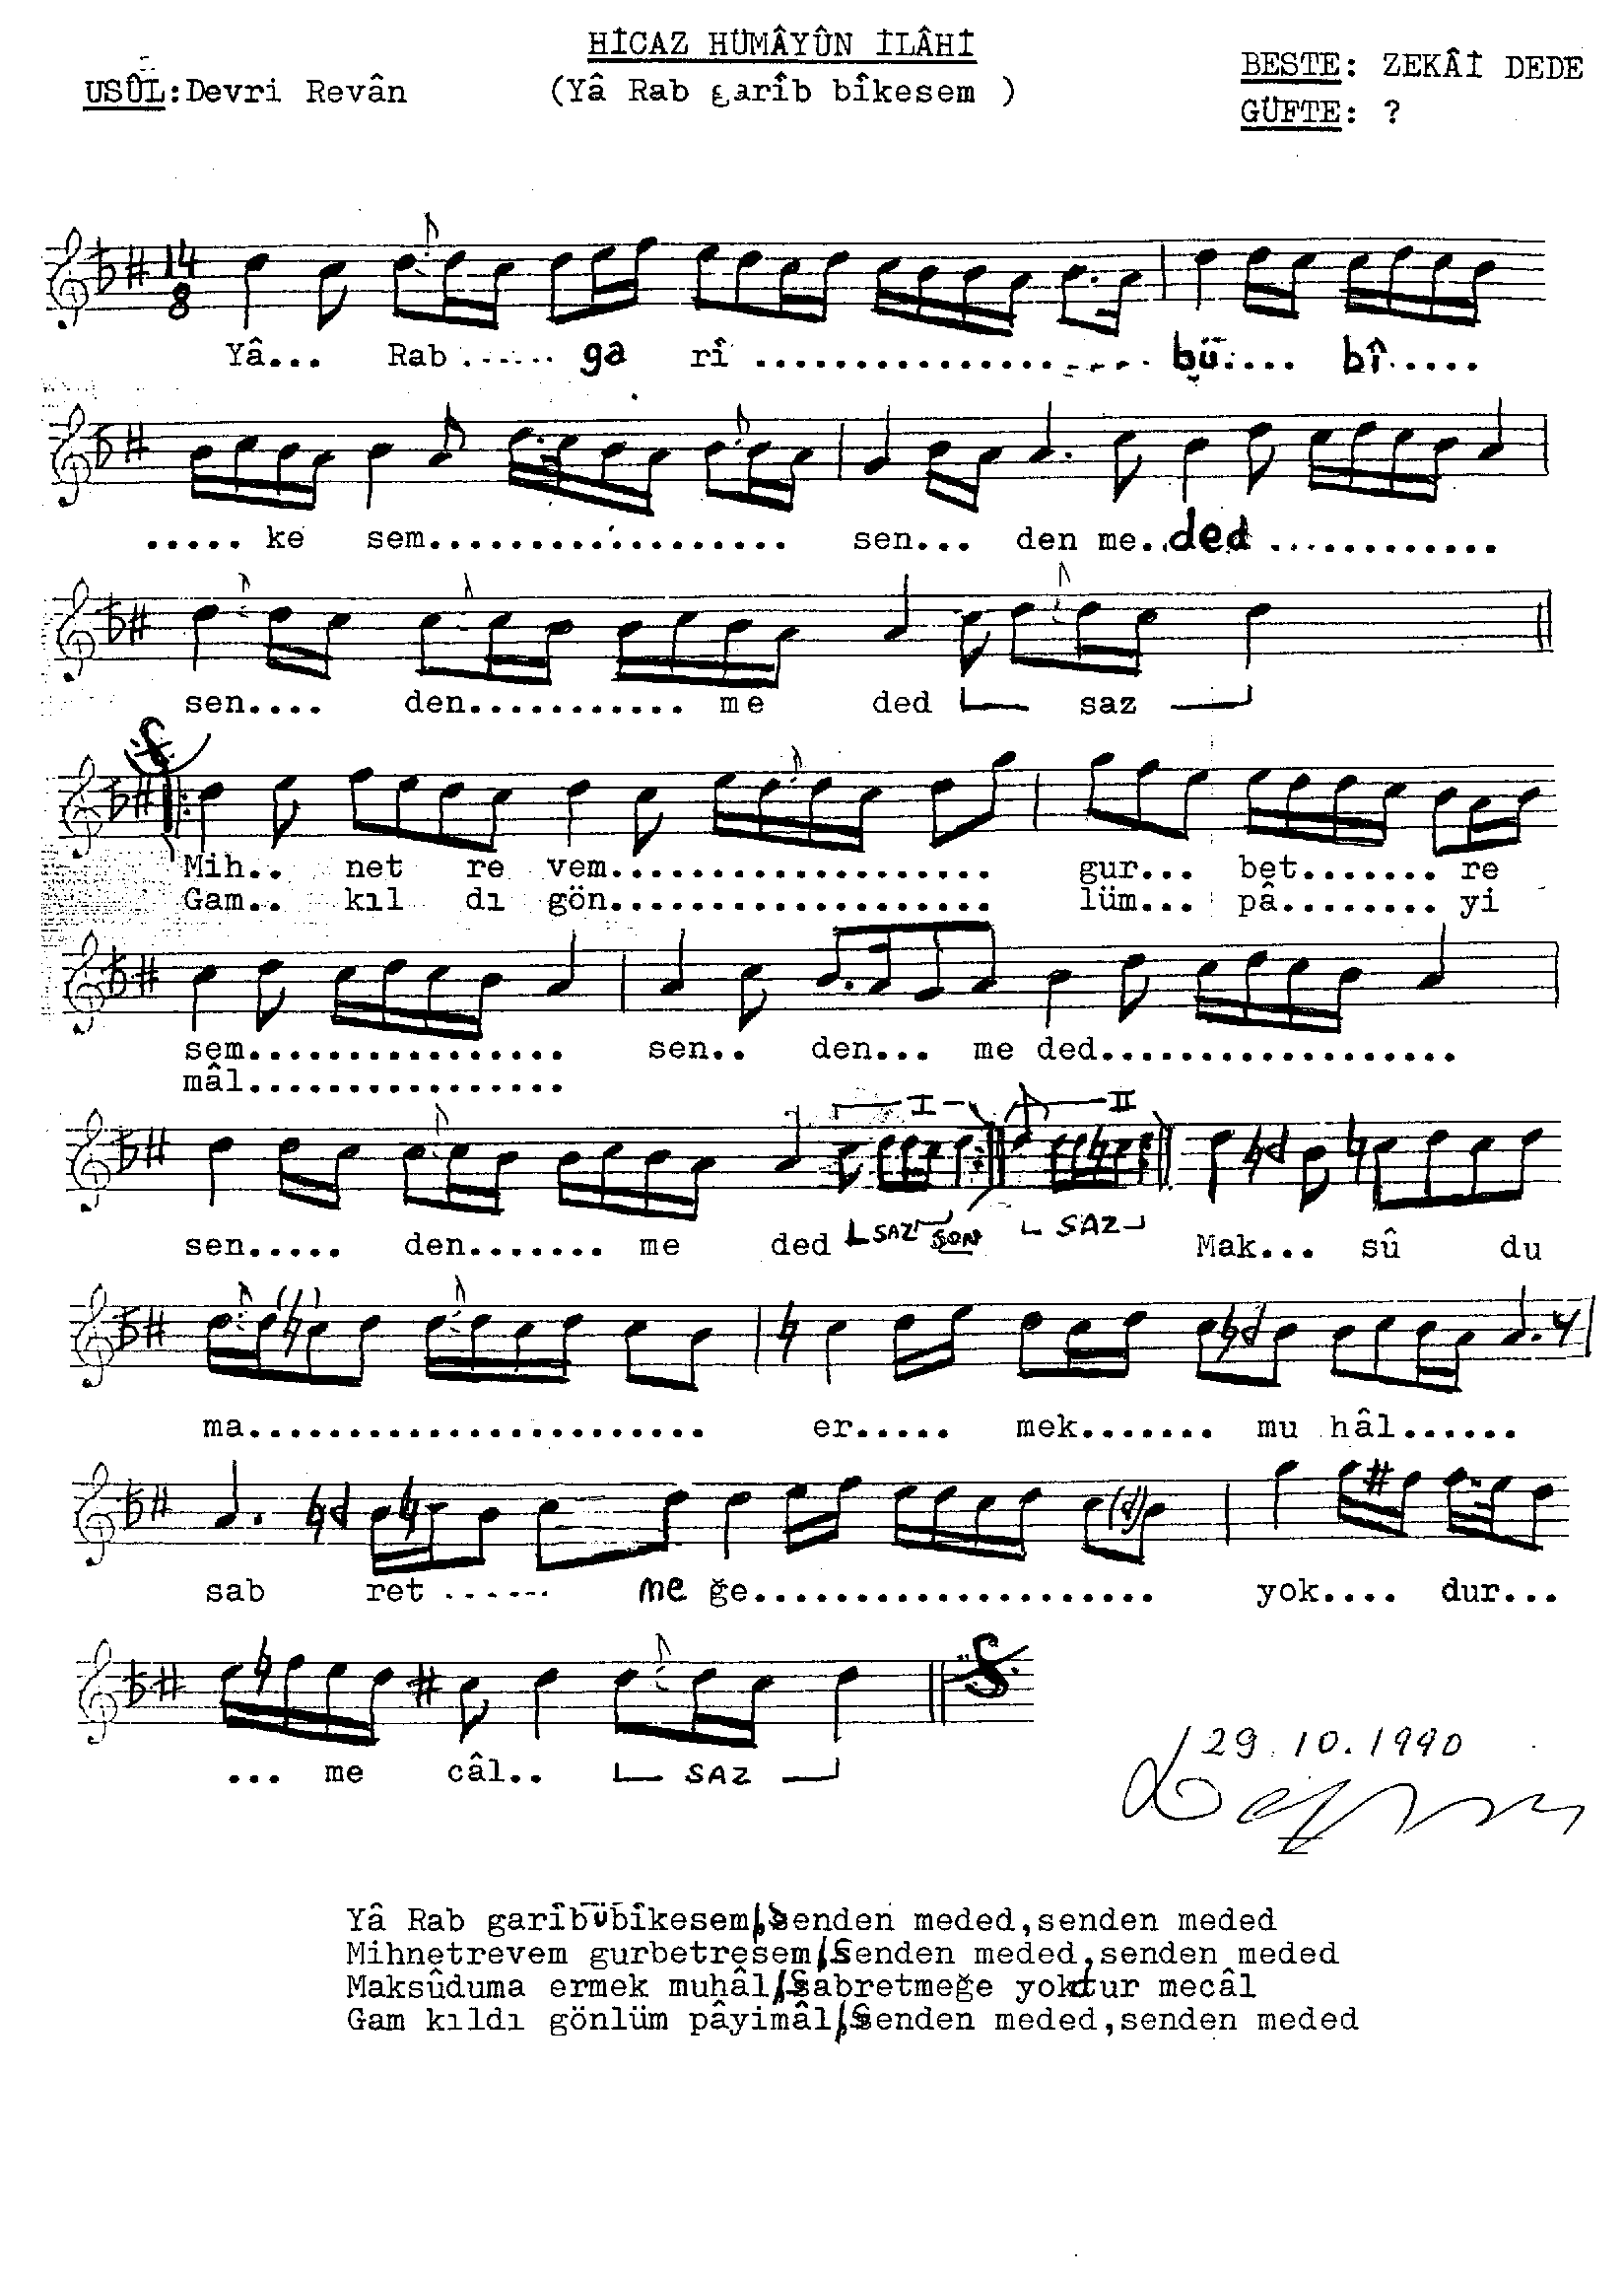 HİCAZ HÜMÂYÛN İLÂHİ
USÛL:Devri Revân (Yâ Rab garîb bîkesem ) BESTE: ZEKÂİ DEDE
GÜFTE: ?
14
8
Yâ... Rab ...... ga rî .................... bü..... bî......
..... ke sem.................. sen... den me..ded ............
sen.... den........... me ded saz
Mih.. net re vem................... gur... bet....... re
Gam.. kıl dı gön................... lüm... pâ........ yi
sem................ sen.. den... me ded..................
mâl................
I II
sen..... den....... me ded SAZ SON SAZ Mak... sû du
ma....................... er..... mek....... mu hâl......
sab ret ...... me ğe.................... yok.... dur...
... me câl.. SAZ
29.10.1990
Yâ Rab garîbübîkesem, senden meded,senden meded
Mihnetrevem gurbetresem, Senden meded,senden meded
Maksûduma ermek muhâl, Sabretmeğe yokdur mecâl
Gam kıldı gönlüm pâyimâl, Senden meded,senden meded